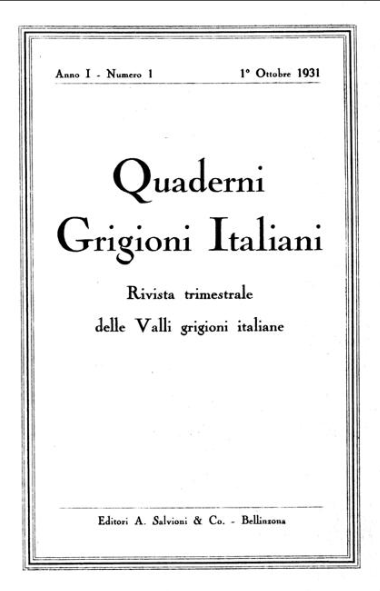 Anno I - Numero 1 1° Ottobre 1931
Quaderni
Grigioni Italiani
Rivista trimestrale
delle Valli grigioni italiane
Editori A. Salvioni & Co. - Bellinzona